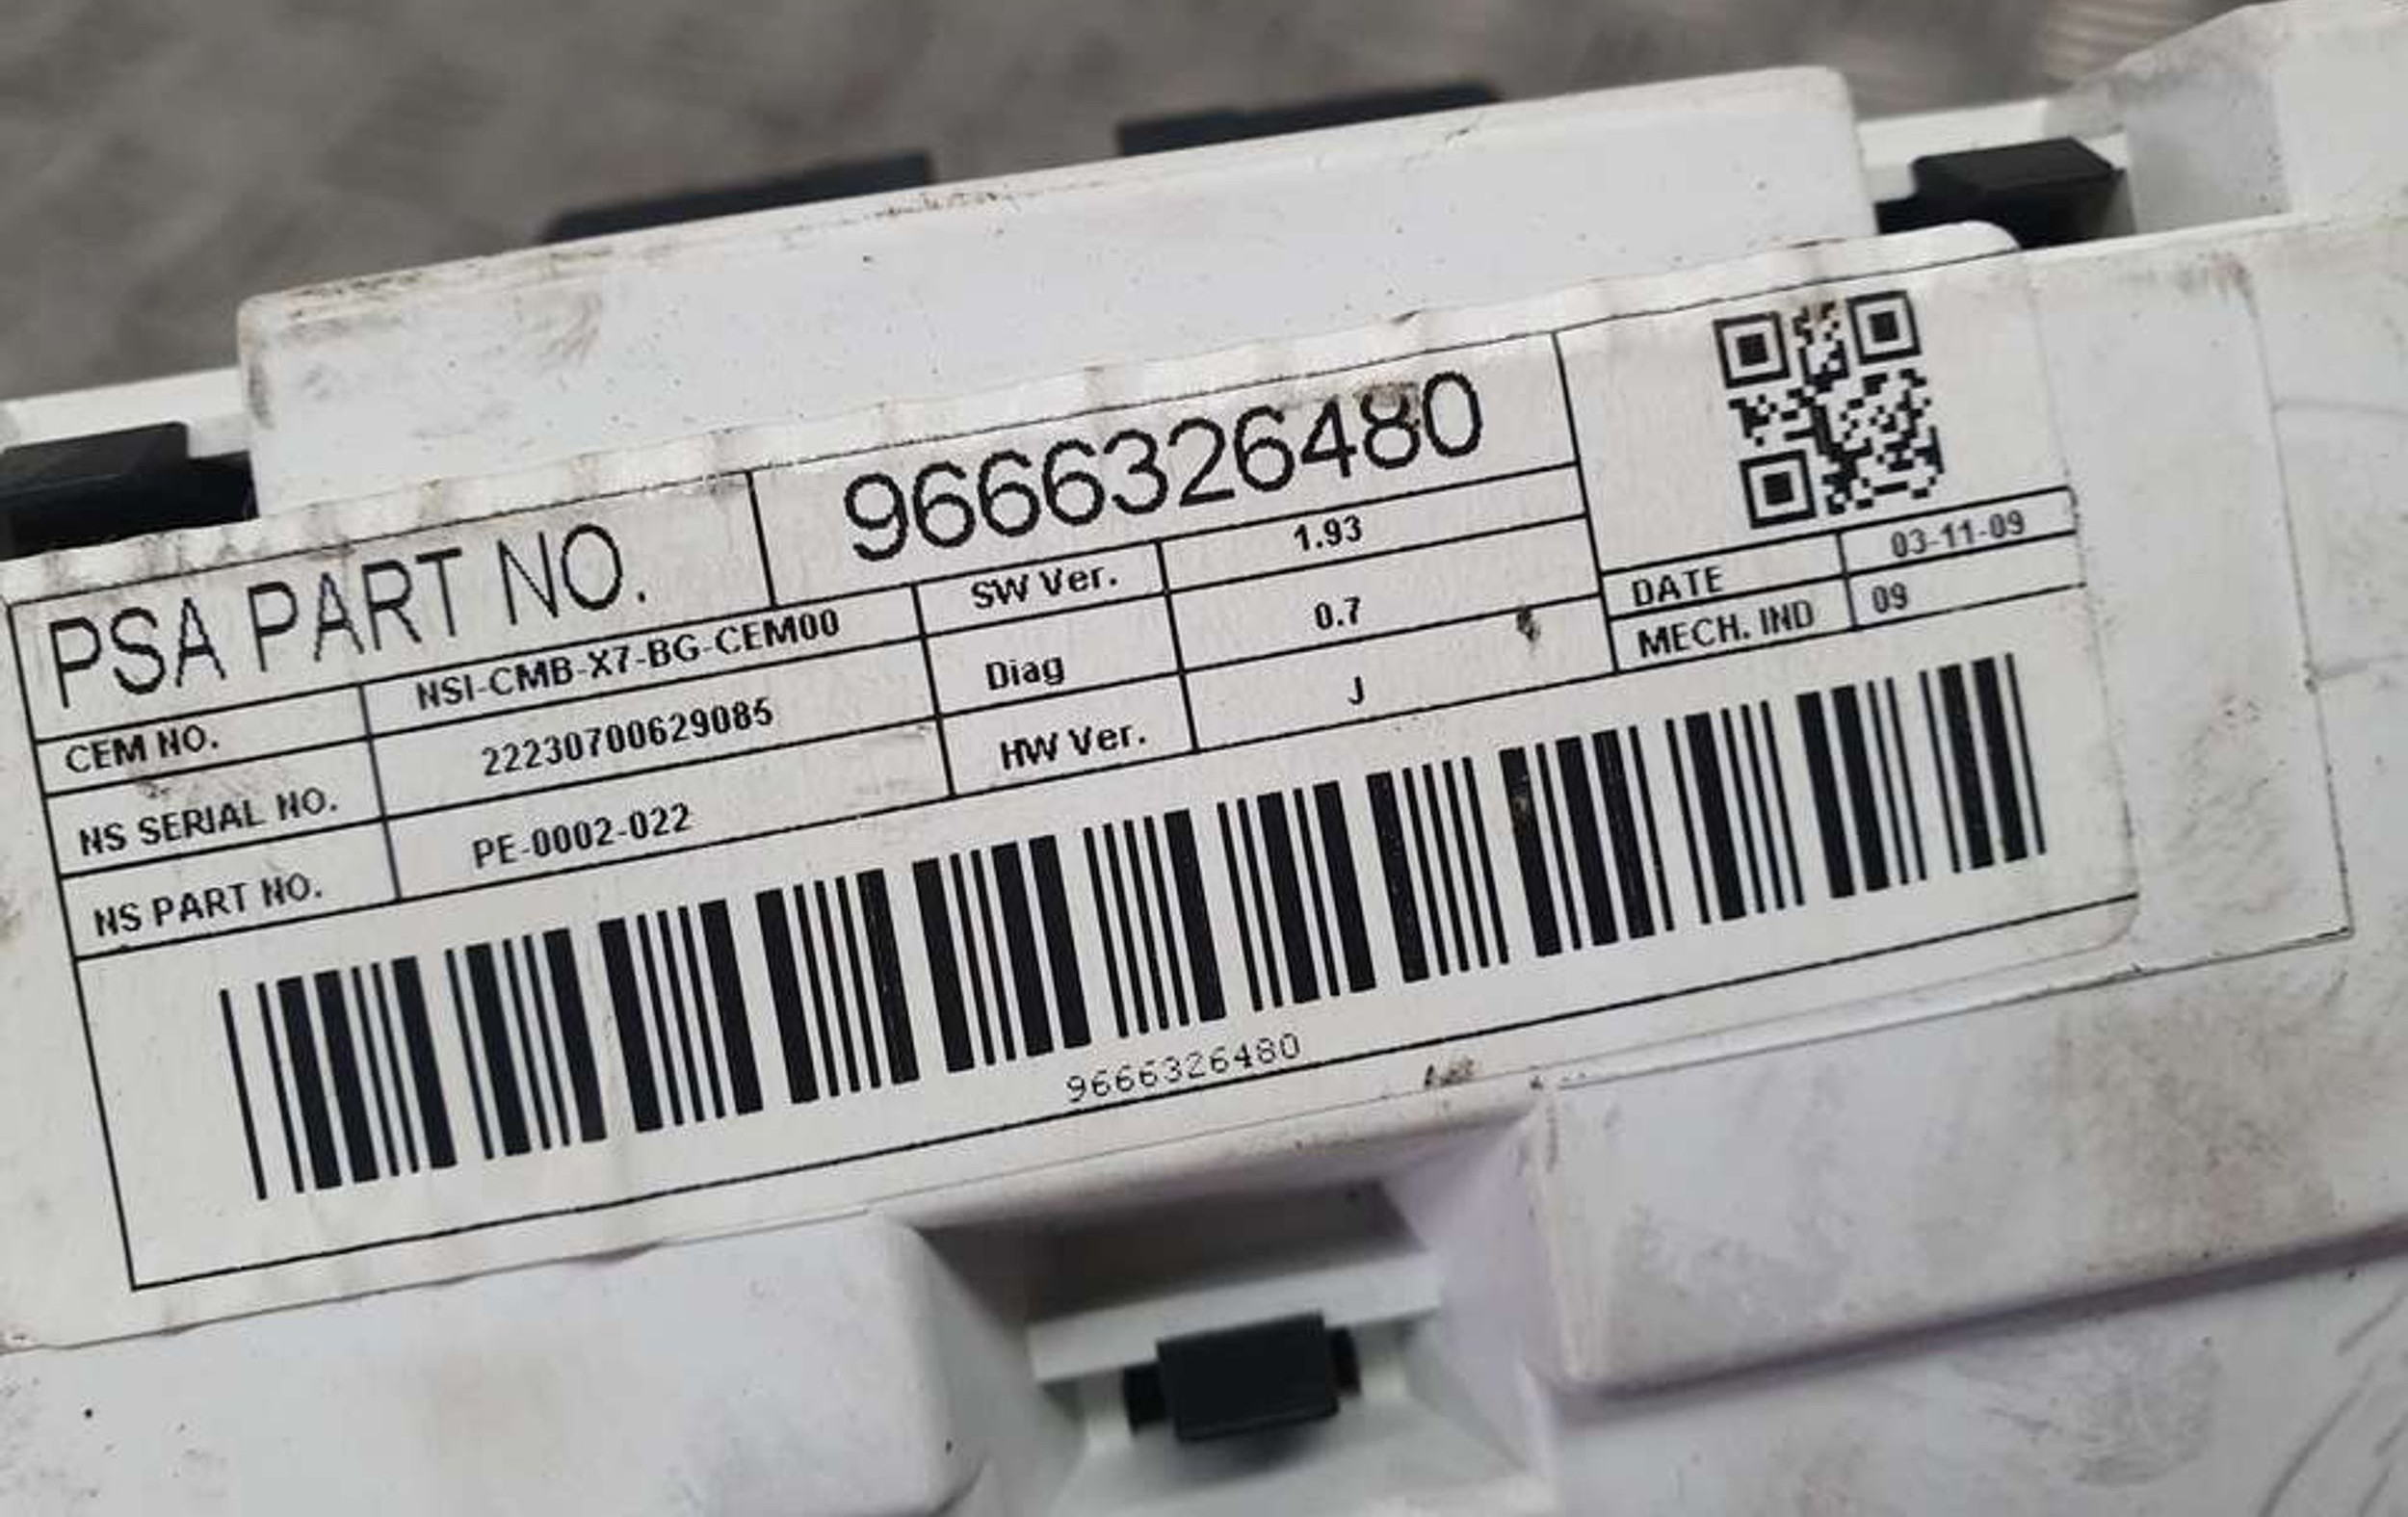 PSA PART NO. 9666326480
CEM NO. NSI-CMB-X7-BG-CEM00 SW Ver. 1.93
NS SERIAL NO. 22230700629085 Diag 0.7
NS PART NO. PE-0002-022 HW Ver. J
DATE 03-11-09
MECH. IND 09
9666326480